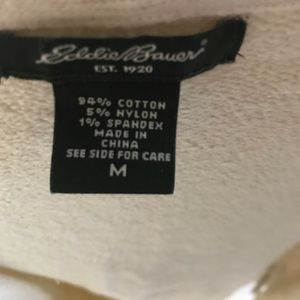 Eddie Bauer
EST. 1920
94% COTTON
5% NYLON
1% SPANDEX
MADE IN
CHINA
SEE SIDE FOR CARE
M